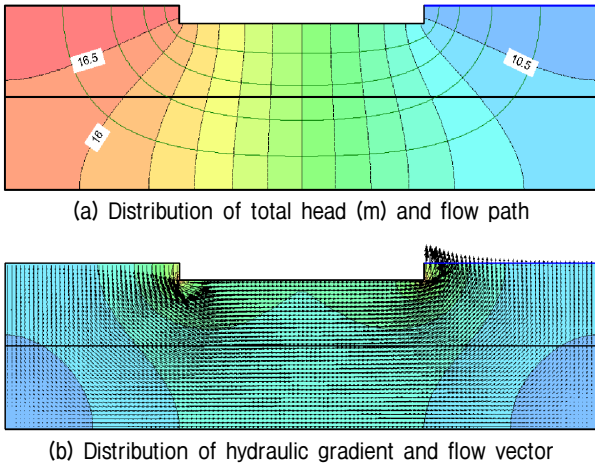 16.5
10.5
16
(a) Distribution of total head (m) and flow path
(b) Distribution of hydraulic gradient and flow vector